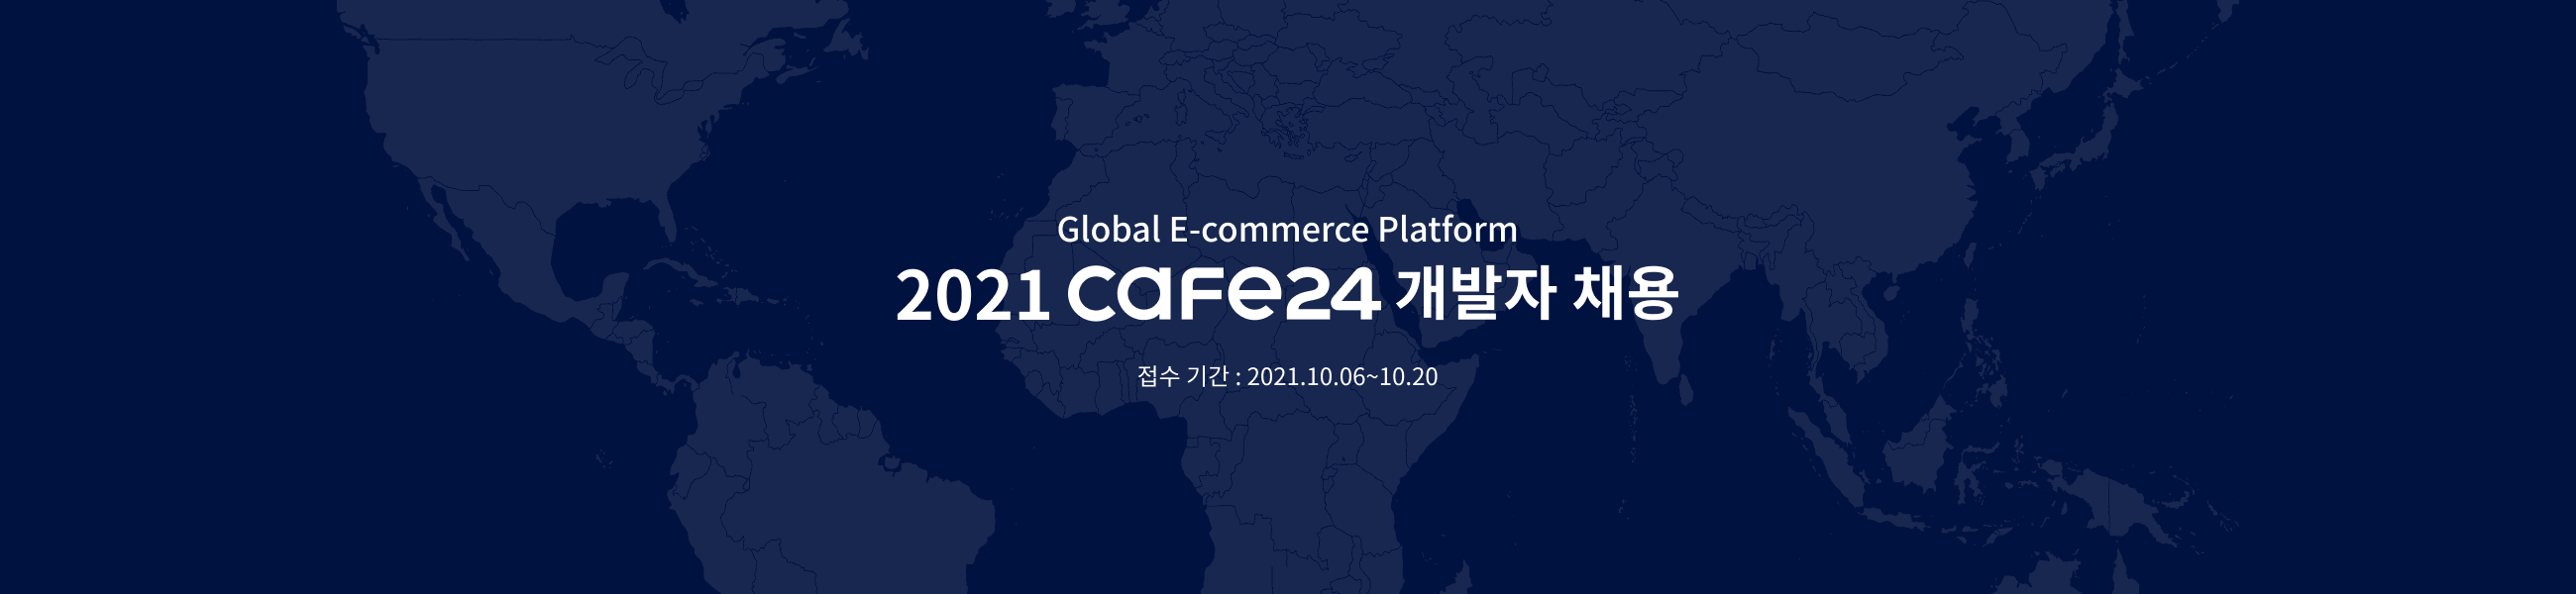 Global E-commerce Platform
2021 cafe24 개발자 채용
접수 기간 : 2021.10.06~10.20